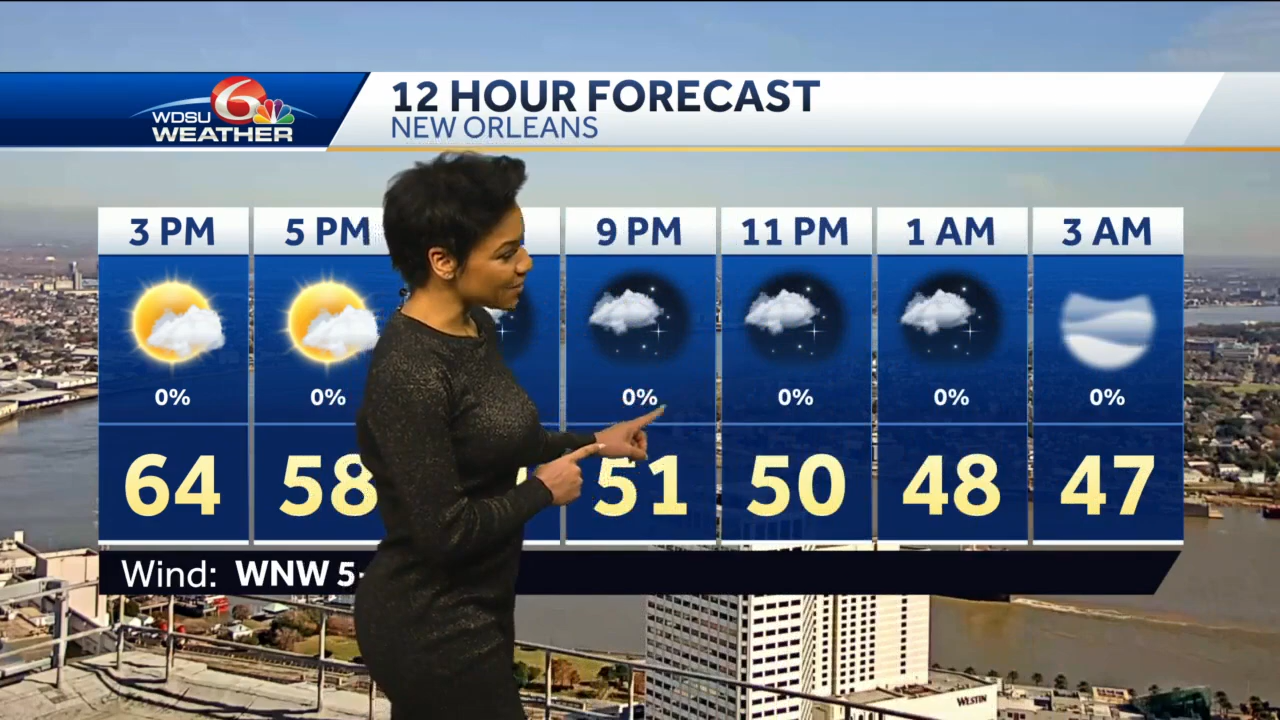 WDSU 6
WEATHER
12 HOUR FORECAST
NEW ORLEANS
3 PM 5 PM 9 PM 11 PM 1 AM 3 AM
0% 0% 0% 0% 0% 0%
64 58 51 50 48 47
Wind: WNW 5-
WESTIN